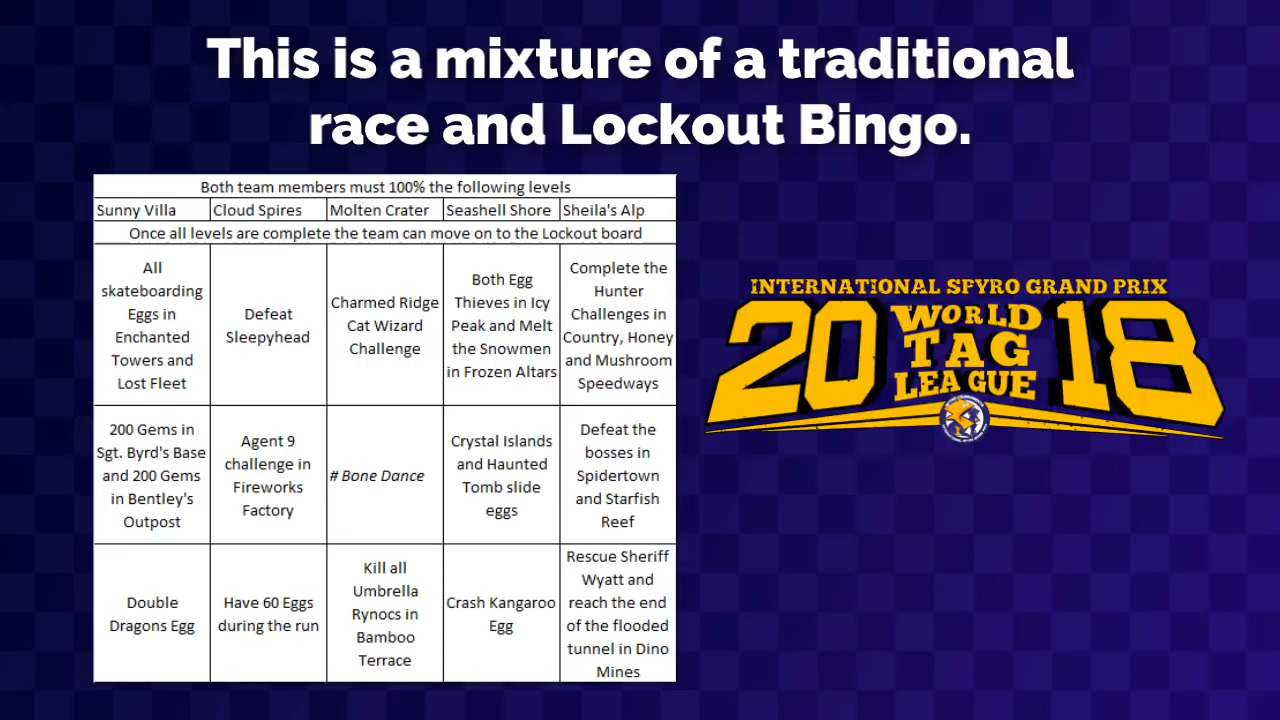 This is a mixture of a traditional
race and Lockout Bingo.
Both team members must 100% the following levels
Sunny Villa Cloud Spires Molten Crater Seashell Shore Sheila's Alp
Once all levels are complete the team can move on to the Lockout board
All
skateboarding
Eggs in
Enchanted
Towers and
Lost Fleet
Defeat
Sleepyhead
Charmed Ridge
Cat Wizard
Challenge
Both Egg
Thieves in Icy
Peak and Melt
the Snowmen
in Frozen Altars
Complete the
Hunter
Challenges in
Country, Honey
and Mushroom
Speedways
200 Gems in
Sgt. Byrd's Base
and 200 Gems
in Bentley's
Outpost
Agent 9
challenge in
Fireworks
Factory
# Bone Dance
Crystal Islands
and Haunted
Tomb slide
eggs
Defeat the
bosses in
Spidertown
and Starfish
Reef
Double
Dragons Egg
Have 60 Eggs
during the run
Kill all
Umbrella
Rynocs in
Bamboo
Terrace
Crash Kangaroo
Egg
Rescue Sheriff
Wyatt and
reach the end
of the flooded
tunnel in Dino
Mines
INTERNATIONAL SPYRO GRAND PRIX
2018
WORLD
TAG
LEAGUE